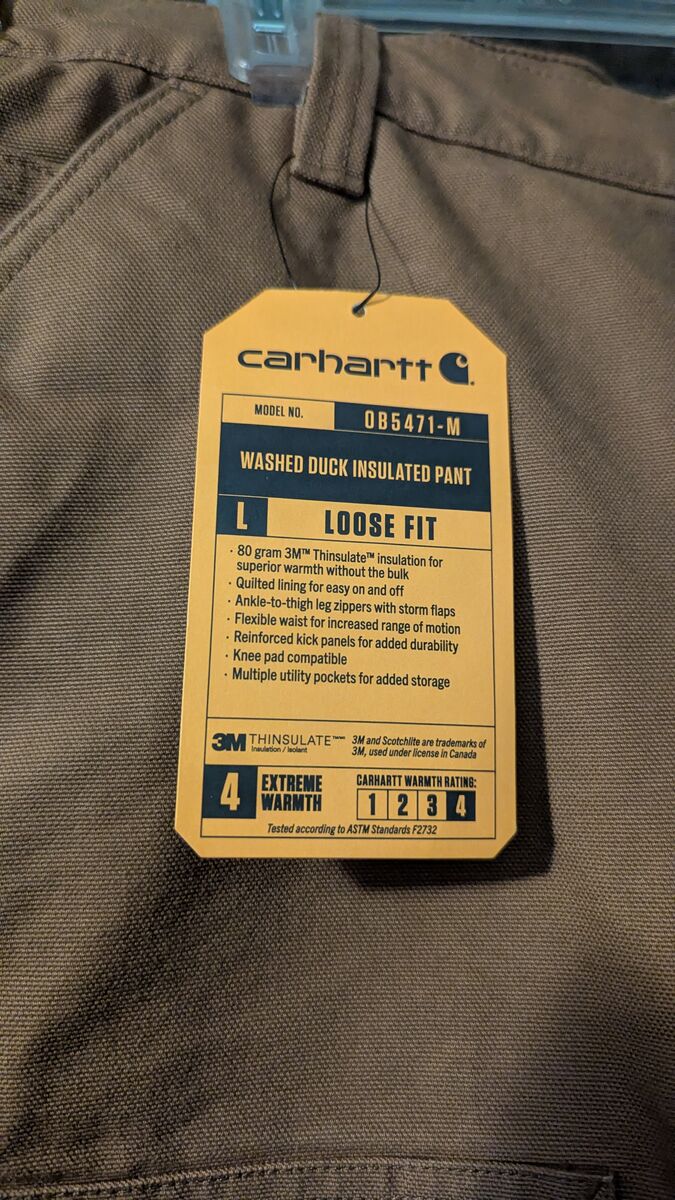 carhartt
MODEL NO. OB5471-M
WASHED DUCK INSULATED PANT
L LOOSE FIT
· 80 gram 3M™ Thinsulate™ insulation for
superior warmth without the bulk
· Quilted lining for easy on and off
· Ankle-to-thigh leg zippers with storm flaps
· Flexible waist for increased range of motion
· Reinforced kick panels for added durability
· Knee pad compatible
· Multiple utility pockets for added storage
3M THINSULATE™
Insulation / Isolant
3M and Scotchlite are trademarks of
3M, used under license in Canada
4 EXTREME
WARMTH
CARHARTT WARMTH RATING:
1 2 3 4
Tested according to ASTM Standards F2732